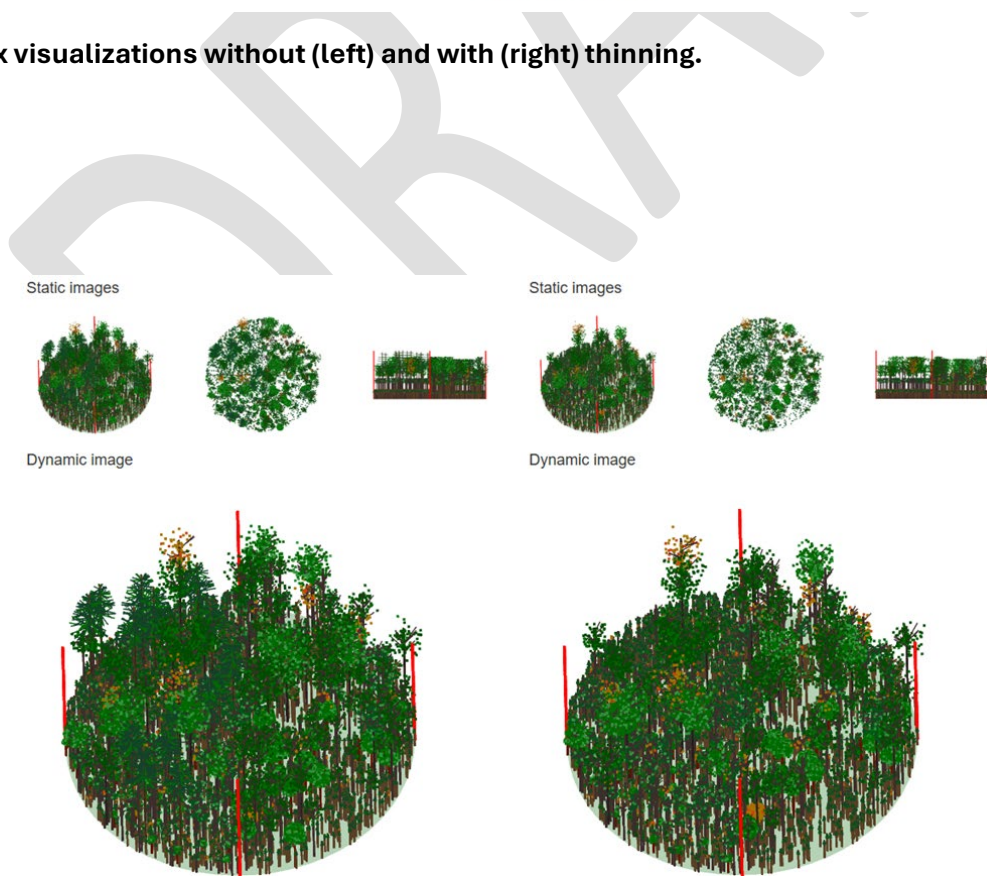 x visualizations without (left) and with (right) thinning.
Static images
Static images
Dynamic image
Dynamic image